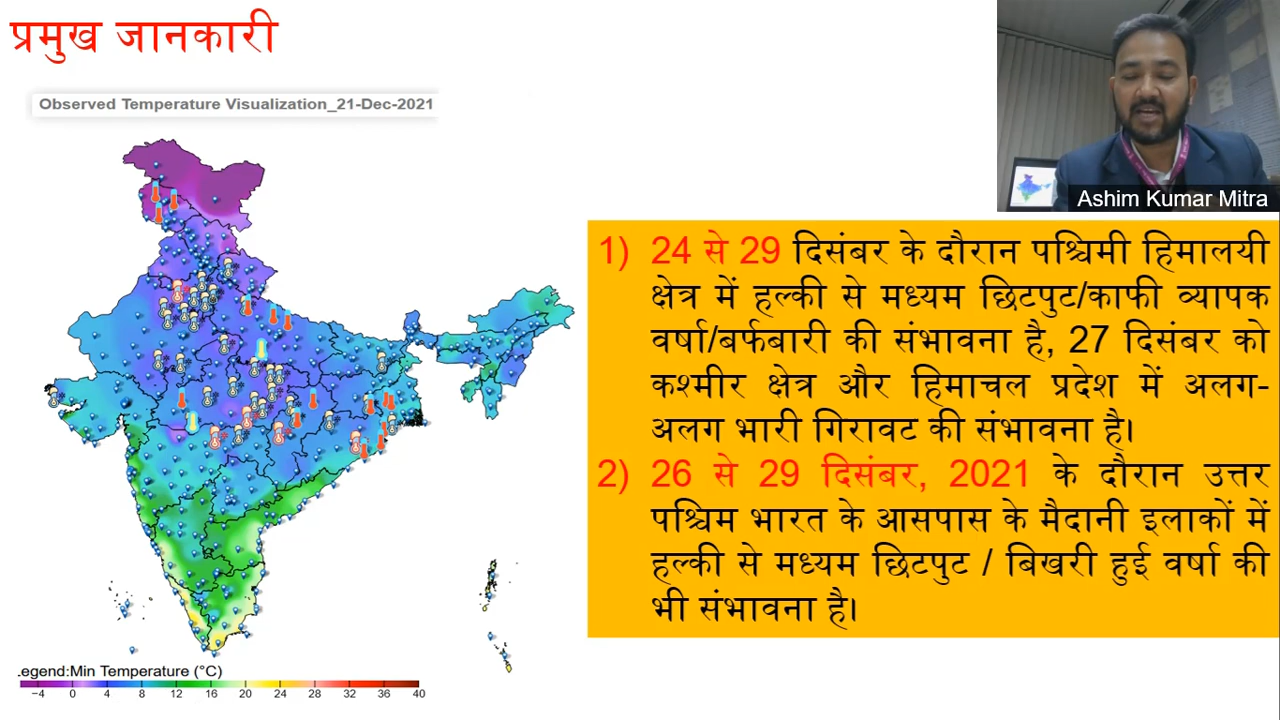 प्रमुख जानकारी
Observed Temperature Visualization_21-Dec-2021
Ashim Kumar Mitra
1) 24 से 29 दिसंबर के दौरान पश्चिमी हिमालयी
क्षेत्र में हल्की से मध्यम छिटपुट/काफी व्यापक
वर्षा/बर्फबारी की संभावना है, 27 दिसंबर को
कश्मीर क्षेत्र और हिमाचल प्रदेश में अलग-
अलग भारी गिरावट की संभावना है।
2) 26 से 29 दिसंबर, 2021 के दौरान उत्तर
पश्चिम भारत के आसपास के मैदानी इलाकों में
हल्की से मध्यम छिटपुट / बिखरी हुई वर्षा की
भी संभावना है।
egend:Min Temperature (°C)
−4 0 4 8 12 16 20 24 28 32 36 40